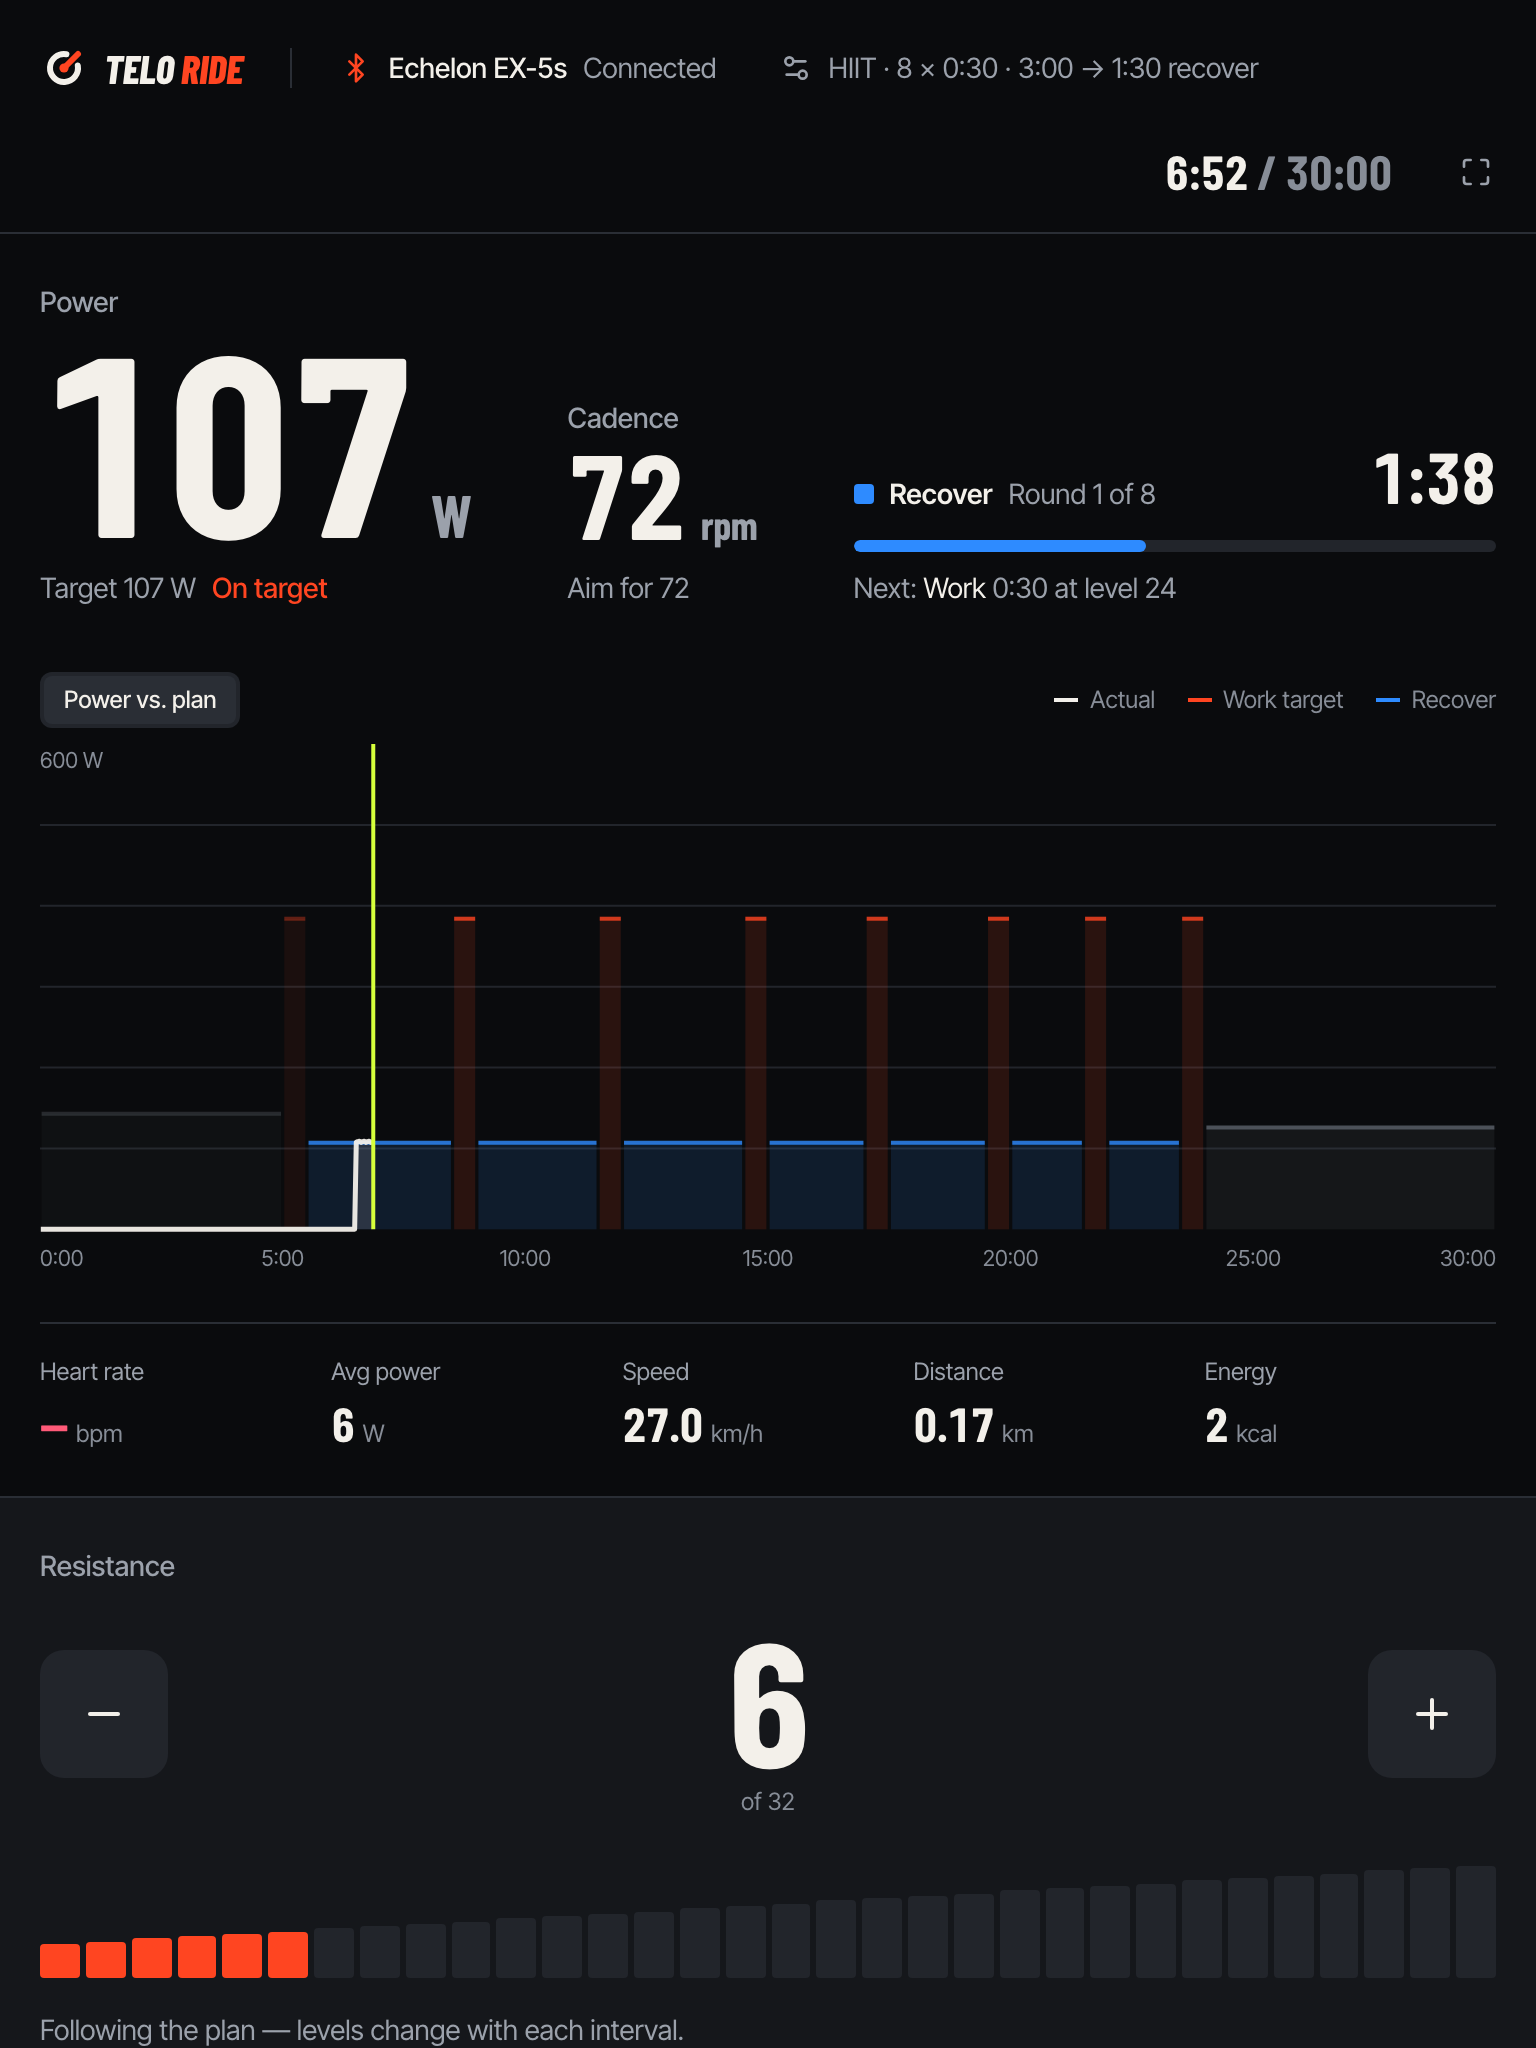 TELO RIDE
Echelon EX-5s Connected
HIIT · 8 × 0:30 · 3:00 → 1:30 recover
6:52 / 30:00
Power
107 W
Target 107 W On target
Cadence
72 rpm
Aim for 72
Recover Round 1 of 8 1:38
Next: Work 0:30 at level 24
Power vs. plan
Actual Work target Recover
600 W
0:00 5:00 10:00 15:00 20:00 25:00 30:00
Heart rate
— bpm
Avg power
6 W
Speed
27.0 km/h
Distance
0.17 km
Energy
2 kcal
Resistance
− 6 +
of 32
Following the plan — levels change with each interval.